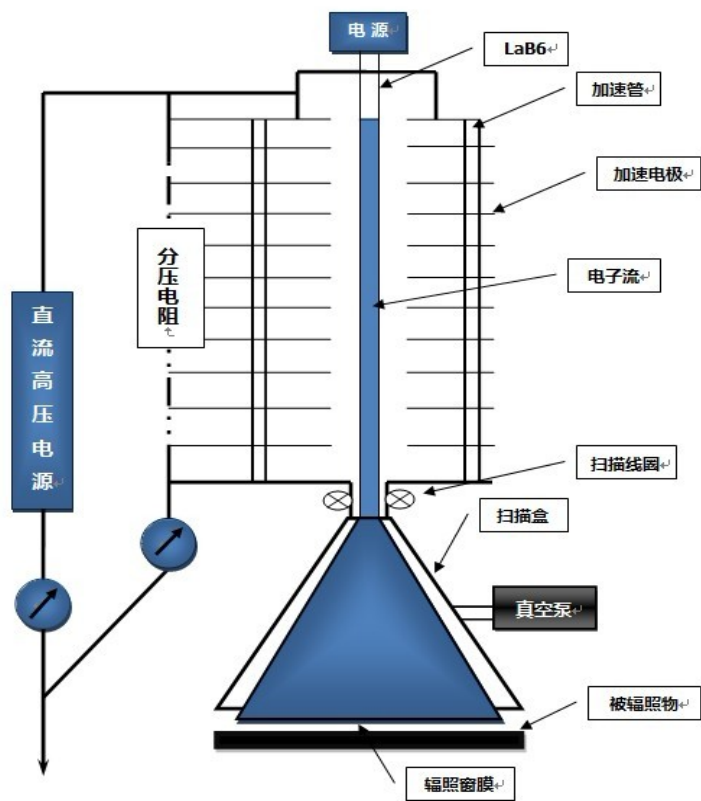 电源
LaB6
加速管
加速电极
分压电阻
电子流
直流高压电源
扫描线圆
扫描盒
真空泵
被辐照物
辐照窗膜